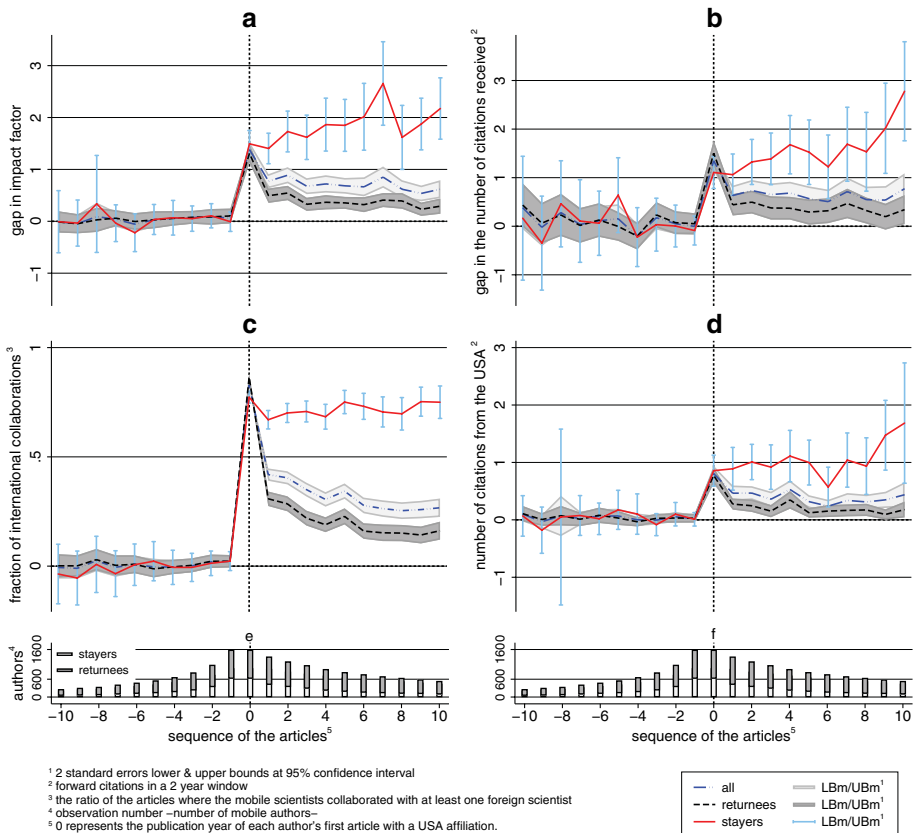 a
b
gap in impact factor
3
2
1
0
−1
gap in the number of citations received 2
3
2
1
0
−1
c
d
fraction of international collaborations 3
1
.5
0
number of citations from the USA 2
3
2
1
0
−1
e
f
authors4
0 600 1600
stayers
returnees
0 600 1600
−10 −8 −6 −4 −2 0 2 4 6 8 10
sequence of the articles5
−10 −8 −6 −4 −2 0 2 4 6 8 10
sequence of the articles5
1 2 standard errors lower & upper bounds at 95% confidence interval
2 forward citations in a 2 year window
3 the ratio of the articles where the mobile scientists collaborated with at least one foreign scientist
4 observation number −number of mobile authors−
5 0 represents the publication year of each author's first article with a USA affiliation.
all LBm/UBm1
returnees LBm/UBm1
stayers LBm/UBm1